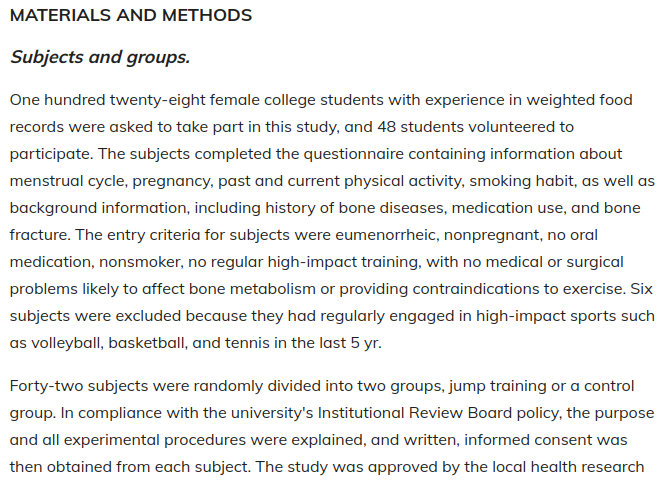 MATERIALS AND METHODS
Subjects and groups.
One hundred twenty-eight female college students with experience in weighted food
records were asked to take part in this study, and 48 students volunteered to
participate. The subjects completed the questionnaire containing information about
menstrual cycle, pregnancy, past and current physical activity, smoking habit, as well as
background information, including history of bone diseases, medication use, and bone
fracture. The entry criteria for subjects were eumenorrheic, nonpregnant, no oral
medication, nonsmoker, no regular high-impact training, with no medical or surgical
problems likely to affect bone metabolism or providing contraindications to exercise. Six
subjects were excluded because they had regularly engaged in high-impact sports such
as volleyball, basketball, and tennis in the last 5 yr.
Forty-two subjects were randomly divided into two groups, jump training or a control
group. In compliance with the university's Institutional Review Board policy, the purpose
and all experimental procedures were explained, and written, informed consent was
then obtained from each subject. The study was approved by the local health research